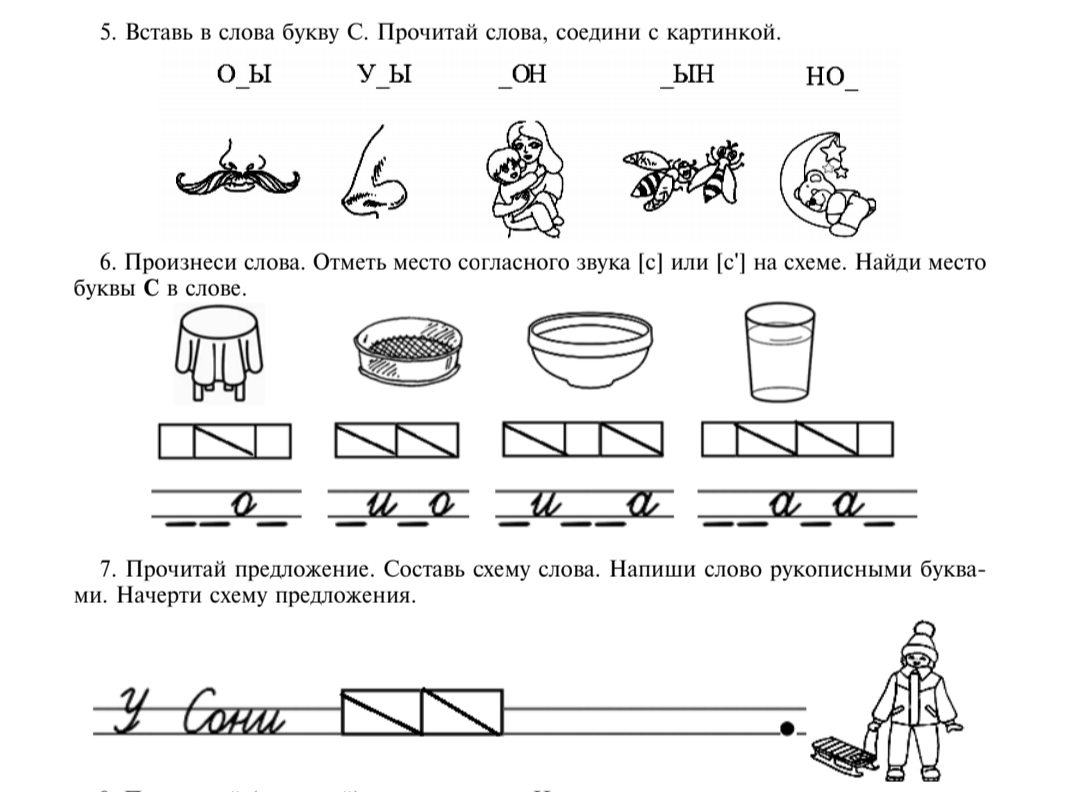 5. Вставь в слова букву С. Прочитай слова, соедини с картинкой.
О_Ы У_Ы _ОН _ЫН НО_
6. Произнеси слова. Отметь место согласного звука [с] или [с'] на схеме. Найди место
буквы С в слове.
_ _ о _ _ и _ о _ и _ _ а _ _ а _ а _
7. Прочитай предложение. Составь схему слова. Напиши слово рукописными буква-
ми. Начерти схему предложения.
У Сони .